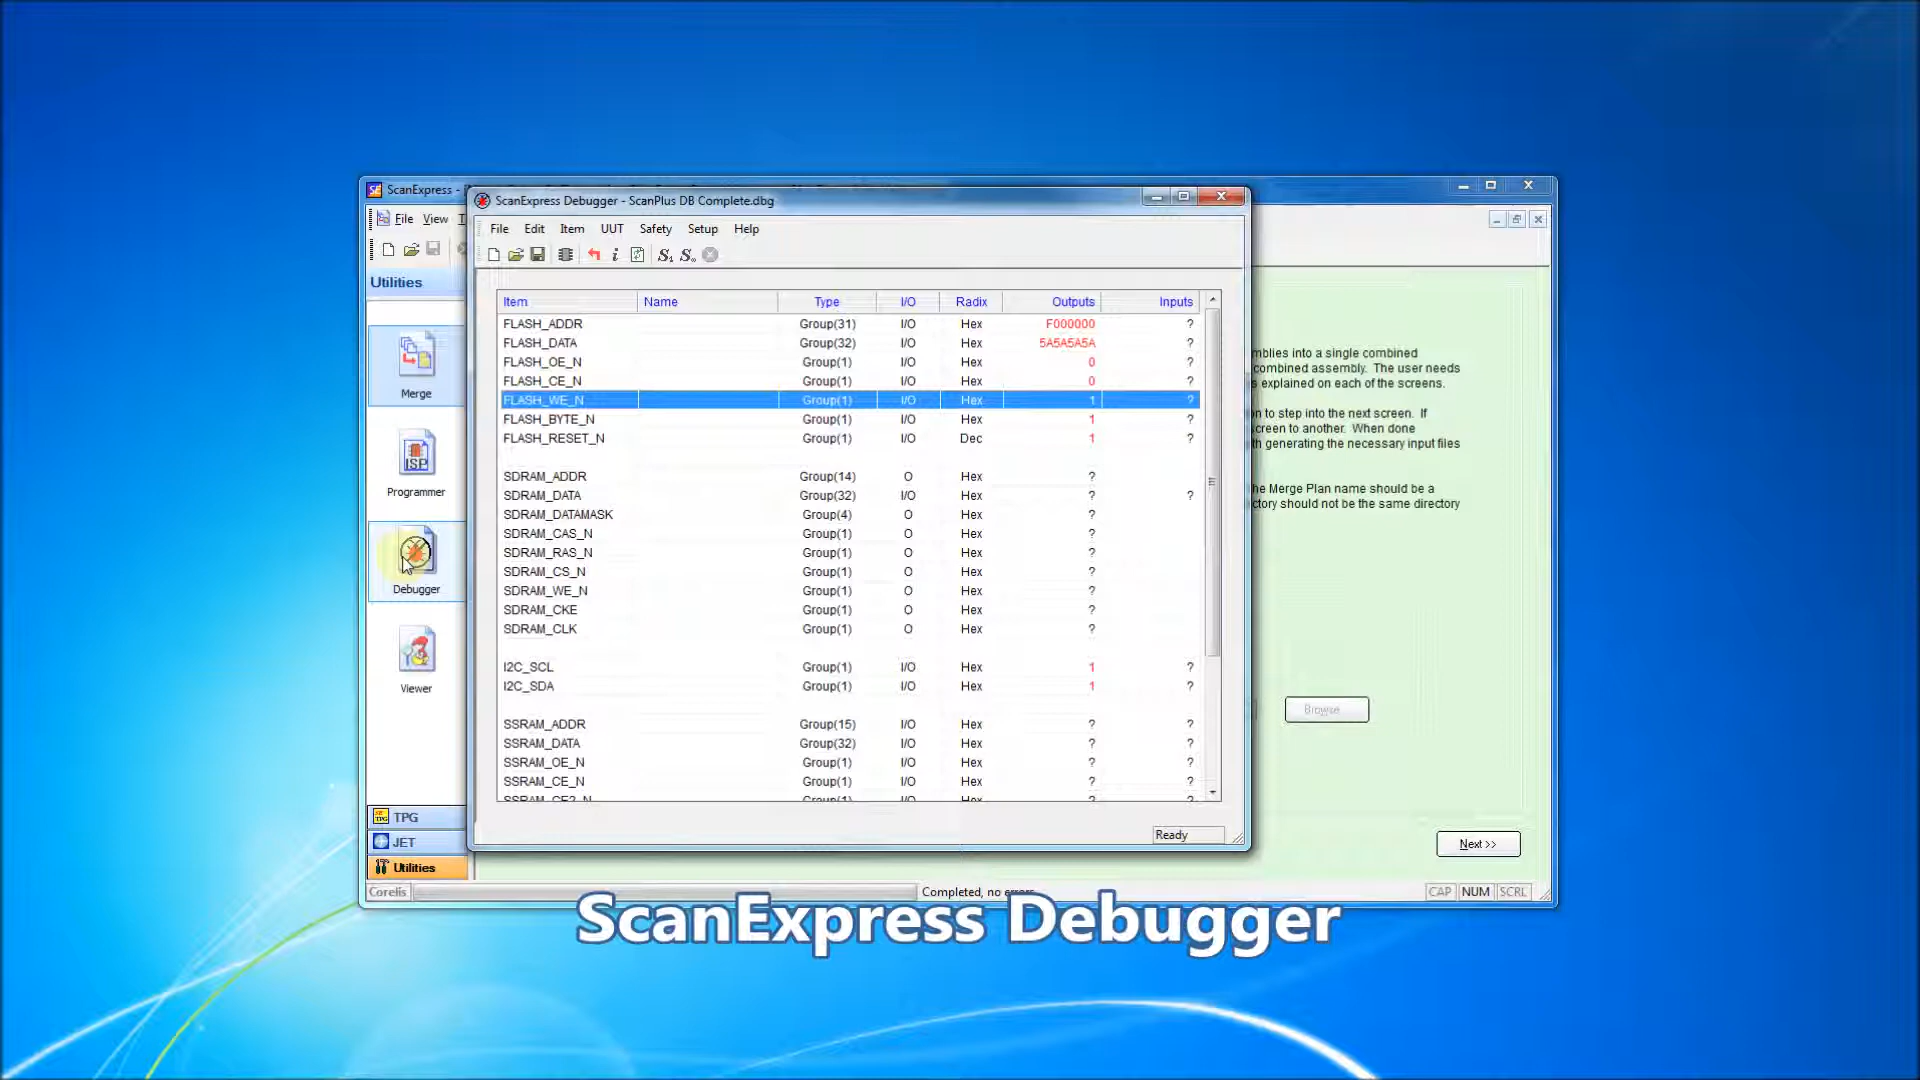 ScanExpress -
ScanExpress Debugger - ScanPlus DB Complete.dbg
File View
File Edit Item UUT Safety Setup Help
Utilities
Item Name Type I/O Radix Outputs Inputs
FLASH_ADDR Group(31) I/O Hex F000000 ?
FLASH_DATA Group(32) I/O Hex 5A5A5A5A ?
FLASH_OE_N Group(1) I/O Hex 0 ?
FLASH_CE_N Group(1) I/O Hex 0 ?
FLASH_WE_N Group(1) I/O Hex 1 ?
FLASH_BYTE_N Group(1) I/O Hex 1 ?
FLASH_RESET_N Group(1) I/O Dec 1 ?
SDRAM_ADDR Group(14) O Hex ?
SDRAM_DATA Group(32) I/O Hex ? ?
SDRAM_DATAMASK Group(4) O Hex ?
SDRAM_CAS_N Group(1) O Hex ?
SDRAM_RAS_N Group(1) O Hex ?
SDRAM_CS_N Group(1) O Hex ?
SDRAM_WE_N Group(1) O Hex ?
SDRAM_CKE Group(1) O Hex ?
SDRAM_CLK Group(1) O Hex ?
I2C_SCL Group(1) I/O Hex 1 ?
I2C_SDA Group(1) I/O Hex 1 ?
SSRAM_ADDR Group(15) I/O Hex ? ?
SSRAM_DATA Group(32) I/O Hex ? ?
SSRAM_OE_N Group(1) I/O Hex ? ?
SSRAM_CE_N Group(1) I/O Hex ? ?
SSRAM_CE2_N Group(1) I/O Hex ? ?
Ready
Merge
ISP
Programmer
Debugger
Viewer
TPG
JET
Utilities
mblies into a single combined
combined assembly. The user needs
s explained on each of the screens.
n to step into the next screen. If
creen to another. When done
th generating the necessary input files
he Merge Plan name should be a
ctory should not be the same directory
Browse
Next >>
Corelis Completed, no errors CAP NUM SCRL
ScanExpress Debugger